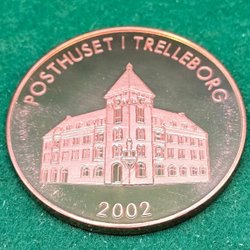 POSTHUSET I TRELLEBORG
2002